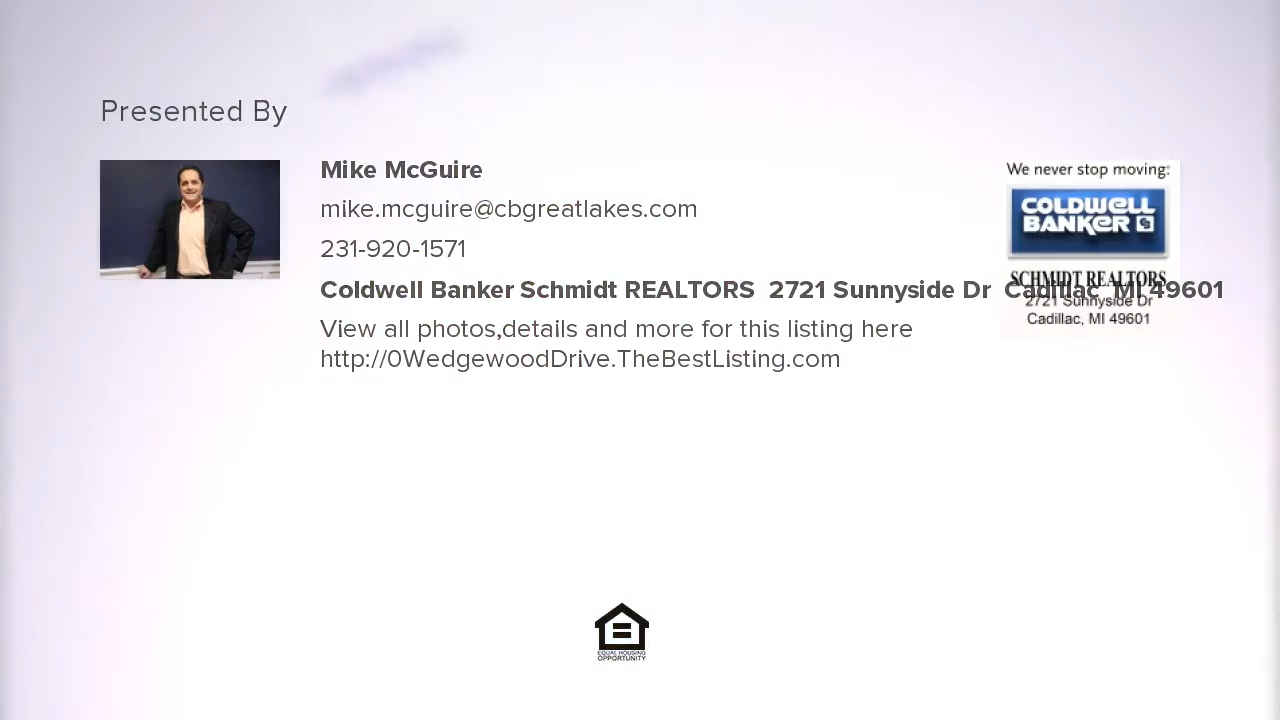 Presented By
Mike McGuire
mike.mcguire@cbgreatlakes.com
231-920-1571
Coldwell Banker Schmidt REALTORS  2721 Sunnyside Dr  Cadillac  MI 49601
View all photos,details and more for this listing here
http://0WedgewoodDrive.TheBestListing.com
We never stop moving.
COLDWELL
BANKER CB
SCHMIDT REALTORS
2721 Sunnyside Dr
Cadillac, MI 49601
EQUAL HOUSING
OPPORTUNITY